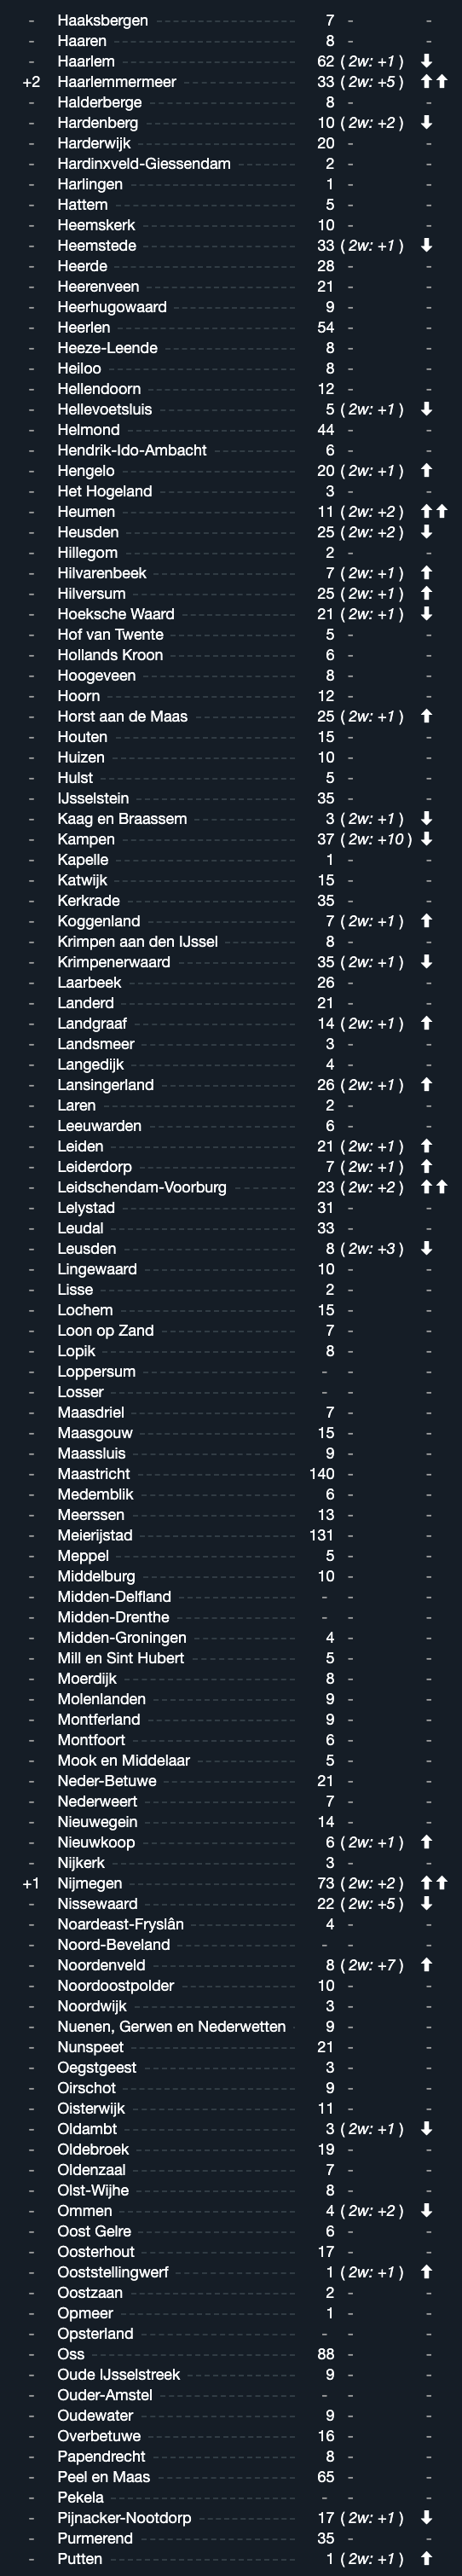 - Haaksbergen 7 - -
- Haaren 8 - -
- Haarlem 62 (2w: +1) ⬇
+2 Haarlemmermeer 33 (2w: +5) ⬆⬆
- Halderberge 8 - -
- Hardenberg 10 (2w: +2) ⬇
- Harderwijk 20 - -
- Hardinxveld-Giessendam 2 - -
- Harlingen 1 - -
- Hattem 5 - -
- Heemskerk 10 - -
- Heemstede 33 (2w: +1) ⬇
- Heerde 28 - -
- Heerenveen 21 - -
- Heerhugowaard 9 - -
- Heerlen 54 - -
- Heeze-Leende 8 - -
- Heiloo 8 - -
- Hellendoorn 12 - -
- Hellevoetsluis 5 (2w: +1) ⬇
- Helmond 44 - -
- Hendrik-Ido-Ambacht 6 - -
- Hengelo 20 (2w: +1) ⬆
- Het Hogeland 3 - -
- Heumen 11 (2w: +2) ⬆⬆
- Heusden 25 (2w: +2) ⬇
- Hillegom 2 - -
- Hilvarenbeek 7 (2w: +1) ⬆
- Hilversum 25 (2w: +1) ⬆
- Hoeksche Waard 21 (2w: +1) ⬇
- Hof van Twente 5 - -
- Hollands Kroon 6 - -
- Hoogeveen 8 - -
- Hoorn 12 - -
- Horst aan de Maas 25 (2w: +1) ⬆
- Houten 15 - -
- Huizen 10 - -
- Hulst 5 - -
- IJsselstein 35 - -
- Kaag en Braassem 3 (2w: +1) ⬇
- Kampen 37 (2w: +10) ⬇
- Kapelle 1 - -
- Katwijk 15 - -
- Kerkrade 35 - -
- Koggenland 7 (2w: +1) ⬆
- Krimpen aan den IJssel 8 - -
- Krimpenerwaard 35 (2w: +1) ⬇
- Laarbeek 26 - -
- Landerd 21 - -
- Landgraaf 14 (2w: +1) ⬆
- Landsmeer 3 - -
- Langedijk 4 - -
- Lansingerland 26 (2w: +1) ⬆
- Laren 2 - -
- Leeuwarden 6 - -
- Leiden 21 (2w: +1) ⬆
- Leiderdorp 7 (2w: +1) ⬆
- Leidschendam-Voorburg 23 (2w: +2) ⬆⬆
- Lelystad 31 - -
- Leudal 33 - -
- Leusden 8 (2w: +3) ⬇
- Lingewaard 10 - -
- Lisse 2 - -
- Lochem 15 - -
- Loon op Zand 7 - -
- Lopik 8 - -
- Loppersum - - -
- Losser - - -
- Maasdriel 7 - -
- Maasgouw 15 - -
- Maassluis 9 - -
- Maastricht 140 - -
- Medemblik 6 - -
- Meerssen 13 - -
- Meierijstad 131 - -
- Meppel 5 - -
- Middelburg 10 - -
- Midden-Delfland - - -
- Midden-Drenthe - - -
- Midden-Groningen 4 - -
- Mill en Sint Hubert 5 - -
- Moerdijk 8 - -
- Molenlanden 9 - -
- Montferland 9 - -
- Montfoort 6 - -
- Mook en Middelaar 5 - -
- Neder-Betuwe 21 - -
- Nederweert 7 - -
- Nieuwegein 14 - -
- Nieuwkoop 6 (2w: +1) ⬆
- Nijkerk 3 - -
+1 Nijmegen 73 (2w: +2) ⬆⬆
- Nissewaard 22 (2w: +5) ⬇
- Noardeast-Fryslân 4 - -
- Noord-Beveland - - -
- Noordenveld 8 (2w: +7) ⬆
- Noordoostpolder 10 - -
- Noordwijk 3 - -
- Nuenen, Gerwen en Nederwetten 9 - -
- Nunspeet 21 - -
- Oegstgeest 3 - -
- Oirschot 9 - -
- Oisterwijk 11 - -
- Oldambt 3 (2w: +1) ⬇
- Oldebroek 19 - -
- Oldenzaal 7 - -
- Olst-Wijhe 8 - -
- Ommen 4 (2w: +2) ⬇
- Oost Gelre 6 - -
- Oosterhout 17 - -
- Ooststellingwerf 1 (2w: +1) ⬆
- Oostzaan 2 - -
- Opmeer 1 - -
- Opsterland - - -
- Oss 88 - -
- Oude IJsselstreek 9 - -
- Ouder-Amstel - - -
- Oudewater 9 - -
- Overbetuwe 16 - -
- Papendrecht 8 - -
- Peel en Maas 65 - -
- Pekela - - -
- Pijnacker-Nootdorp 17 (2w: +1) ⬇
- Purmerend 35 - -
- Putten 1 (2w: +1) ⬆